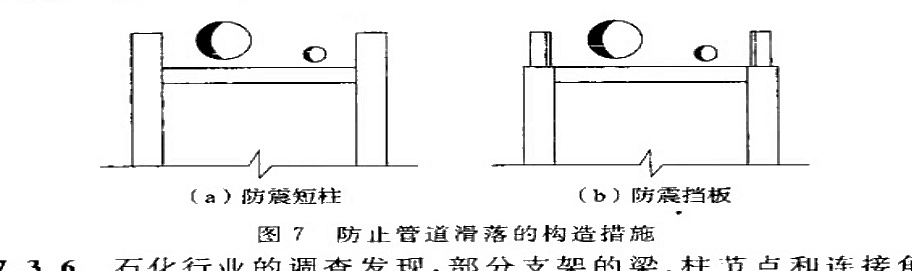 (a)防震短柱
(b)防震挡板
图 7 防止管道滑落的构造措施
7.3.6 石化行业的调查发现,部分支架的梁、柱节点和连接